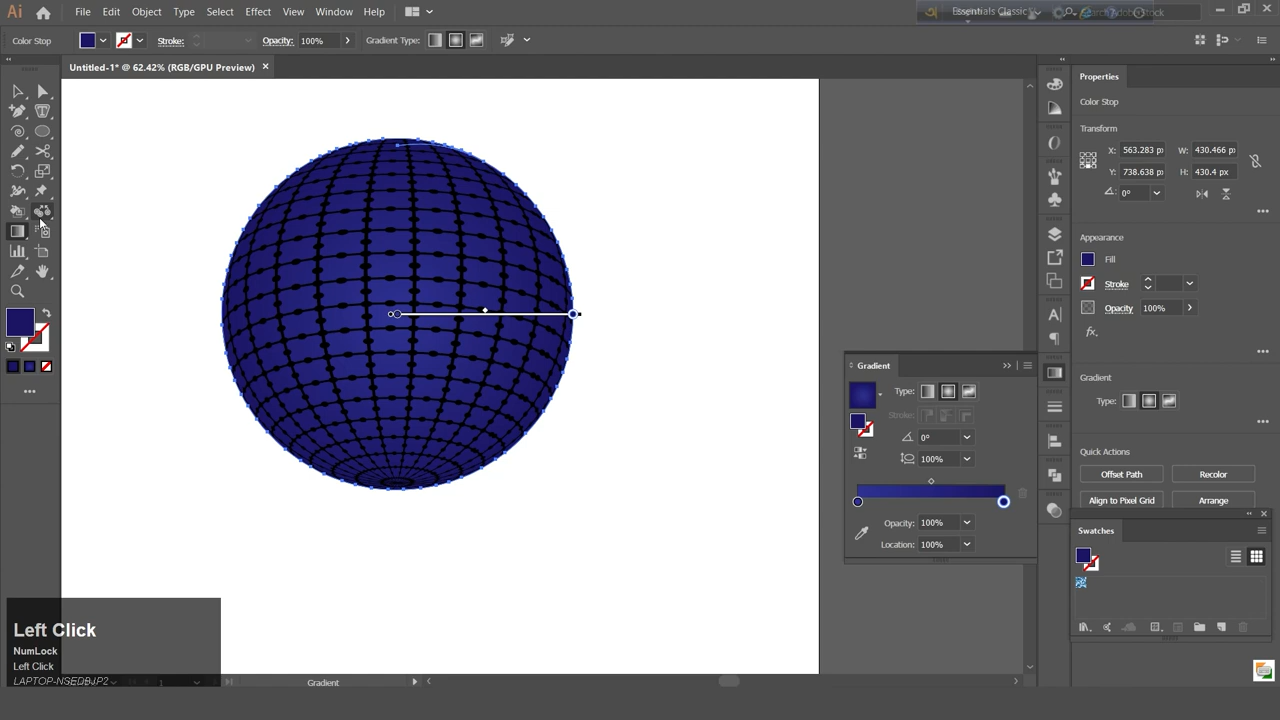 Ai File Edit Object Type Select Effect View Window Help Essentials Classic
Color Stop Stroke: Opacity: 100% Gradient Type:
Untitled-1* @ 62.42% (RGB/GPU Preview) ×
Properties
Color Stop
Transform
X: 563.283 px W: 430.466 px
Y: 738.638 px H: 430.4 px
0°
Appearance
Fill
Stroke
Opacity 100%
fx.
Gradient
Type:
Quick Actions
Offset Path Recolor
Align to Pixel Grid Arrange
Gradient
Type:
Stroke:
0°
100%
Opacity: 100%
Location: 100%
Swatches
Left Click
NumLock
Left Click
LAPTOP-NSEDBJP2
1 Gradient